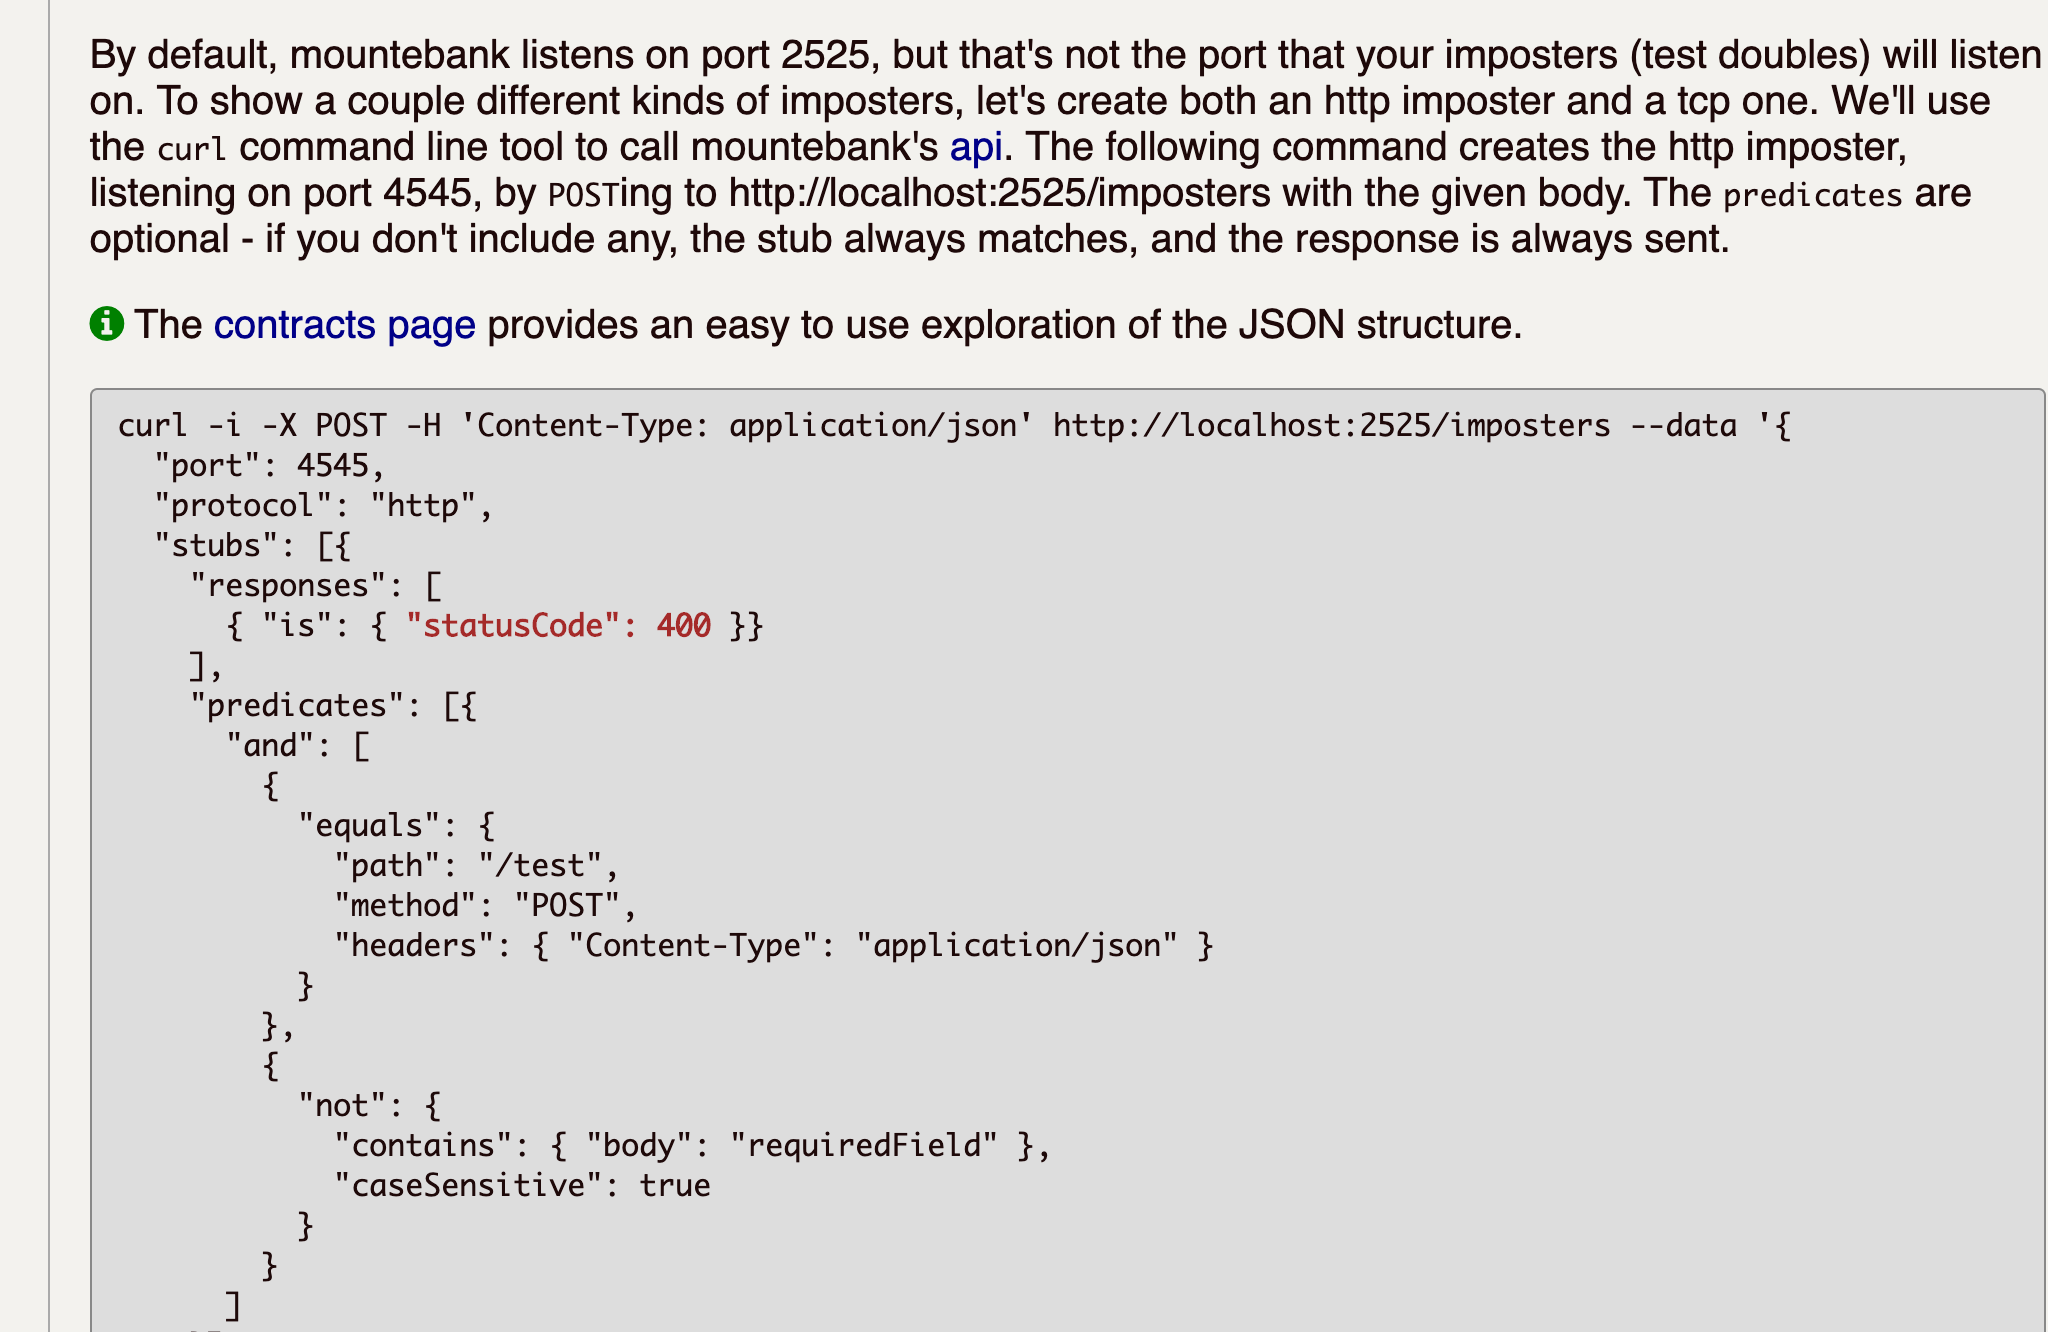 By default, mountebank listens on port 2525, but that's not the port that your imposters (test doubles) will listen
on. To show a couple different kinds of imposters, let's create both an http imposter and a tcp one. We'll use
the curl command line tool to call mountebank's api. The following command creates the http imposter,
listening on port 4545, by POSTing to http://localhost:2525/imposters with the given body. The predicates are
optional - if you don't include any, the stub always matches, and the response is always sent.
The contracts page provides an easy to use exploration of the JSON structure.
curl -i -X POST -H 'Content-Type: application/json' http://localhost:2525/imposters --data '{
  "port": 4545,
  "protocol": "http",
  "stubs": [{
    "responses": [
      { "is": { "statusCode": 400 }}
    ],
    "predicates": [{
      "and": [
        {
          "equals": {
            "path": "/test",
            "method": "POST",
            "headers": { "Content-Type": "application/json" }
          }
        },
        {
          "not": {
            "contains": { "body": "requiredField" },
            "caseSensitive": true
          }
        }
      ]